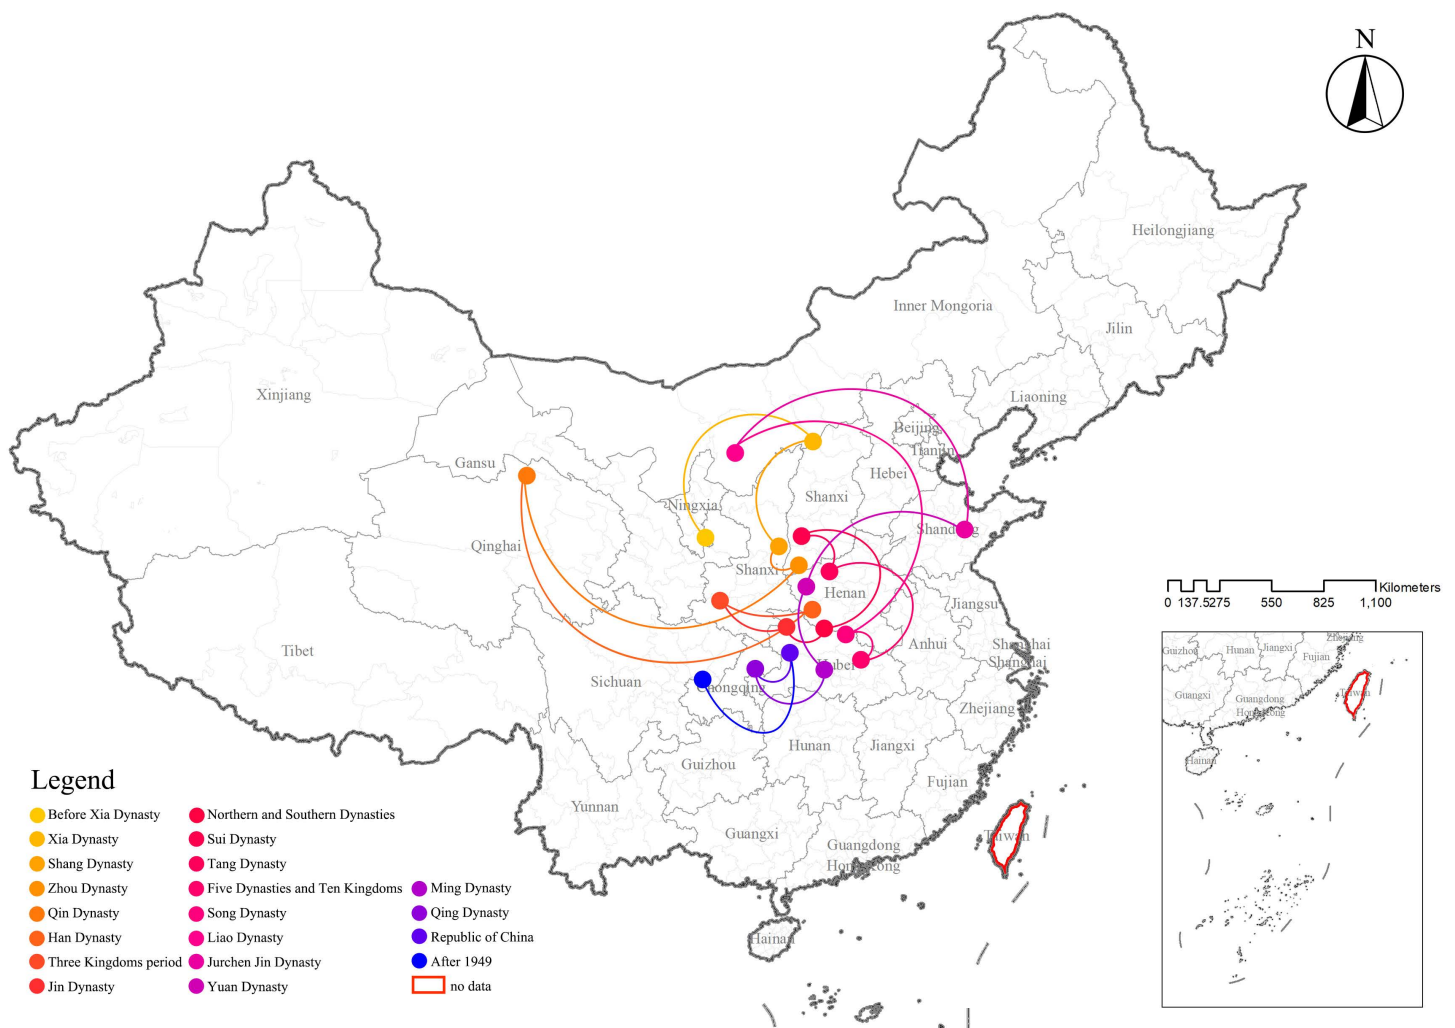 N
Heilongjiang
Inner Mongoria
Jilin
Xinjiang
Liaoning
Beijing
Tianjin
Gansu
Hebei
Shanxi
Ningxia
Shandong
Qinghai
Shanxi
Henan
Jiangsu
Tibet
Anhui
Shanghai
Shanghai
Sichuan
Hubei
Chongqing
Zhejiang
Hunan
Jiangxi
Guizhou
Fujian
Yunnan
Guangxi
Guangdong
Hong Kong
Taiwan
Hainan
Kilometers
0 137.5275 550 825 1,100
Zhejiang
Guizhou
Hunan
Jiangxi
Fujian
Guangxi
Guangdong
Hong Kong
Taiwan
Hainan
Legend
Before Xia Dynasty
Xia Dynasty
Shang Dynasty
Zhou Dynasty
Qin Dynasty
Han Dynasty
Three Kingdoms period
Jin Dynasty
Northern and Southern Dynasties
Sui Dynasty
Tang Dynasty
Five Dynasties and Ten Kingdoms
Song Dynasty
Liao Dynasty
Jurchen Jin Dynasty
Yuan Dynasty
Ming Dynasty
Qing Dynasty
Republic of China
After 1949
no data